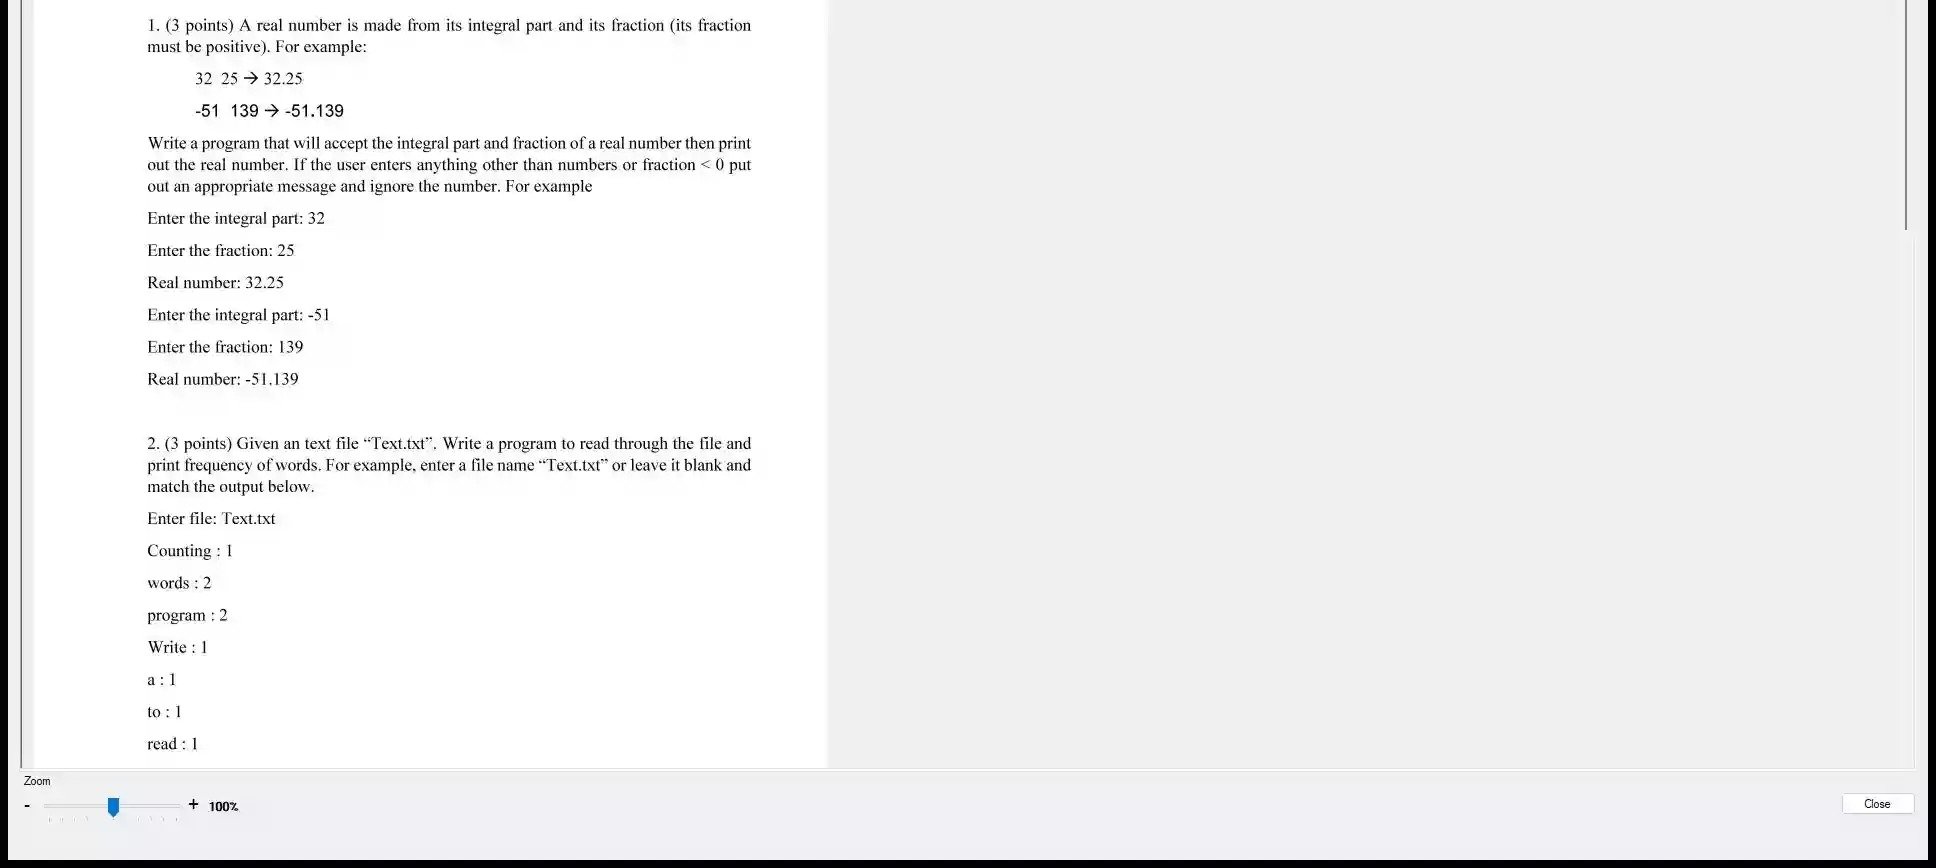 1. (3 points) A real number is made from its integral part and its fraction (its fraction
must be positive). For example:
32 25 → 32.25
-51 139 → -51.139
Write a program that will accept the integral part and fraction of a real number then print
out the real number. If the user enters anything other than numbers or fraction < 0 put
out an appropriate message and ignore the number. For example
Enter the integral part: 32
Enter the fraction: 25
Real number: 32.25
Enter the integral part: -51
Enter the fraction: 139
Real number: -51.139
2. (3 points) Given an text file “Text.txt”. Write a program to read through the file and
print frequency of words. For example, enter a file name “Text.txt” or leave it blank and
match the output below.
Enter file: Text.txt
Counting : 1
words : 2
program : 2
Write : 1
a : 1
to : 1
read : 1
Zoom
- + 100%
Close